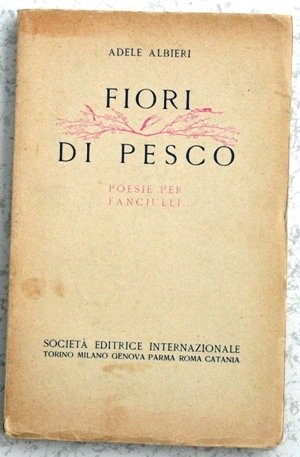 ADELE ALBIERI
FIORI
DI PESCO
POESIE PER
FANCIULLI
SOCIETÀ EDITRICE INTERNAZIONALE
TORINO MILANO GENOVA PARMA ROMA CATANIA